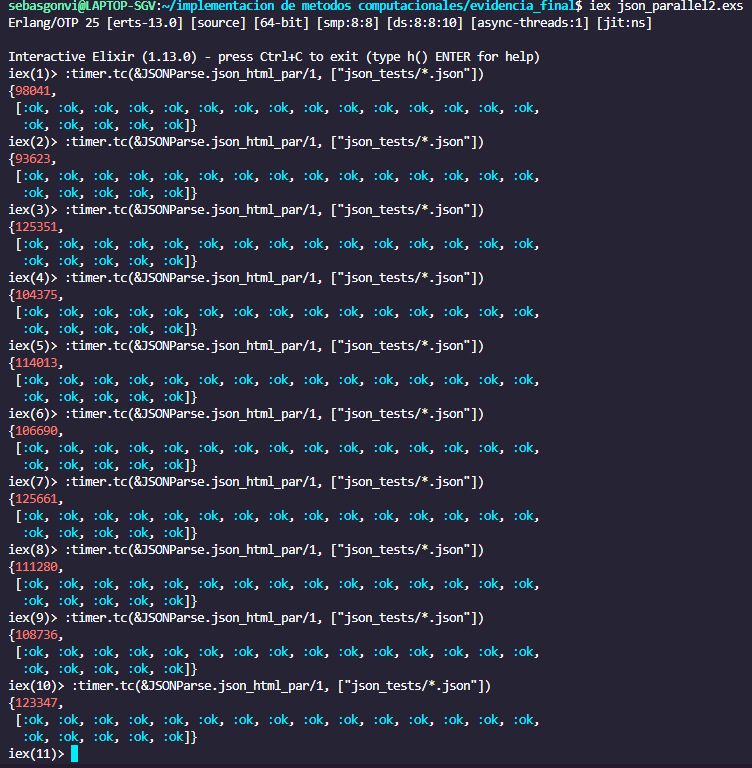 sebasgonvi@LAPTOP-SGV:~/implementacion de metodos computacionales/evidencia_final$ iex json_parallel2.exs
Erlang/OTP 25 [erts-13.0] [source] [64-bit] [smp:8:8] [ds:8:8:10] [async-threads:1] [jit:ns]
Interactive Elixir (1.13.0) - press Ctrl+C to exit (type h() ENTER for help)
iex(1)> :timer.tc(&JSONParse.json_html_par/1, ["json_tests/*.json"])
{98041,
[:ok, :ok, :ok, :ok, :ok, :ok, :ok, :ok, :ok, :ok, :ok, :ok, :ok, :ok, :ok,
:ok, :ok, :ok, :ok, :ok]}
iex(2)> :timer.tc(&JSONParse.json_html_par/1, ["json_tests/*.json"])
{93623,
[:ok, :ok, :ok, :ok, :ok, :ok, :ok, :ok, :ok, :ok, :ok, :ok, :ok, :ok, :ok,
:ok, :ok, :ok, :ok, :ok]}
iex(3)> :timer.tc(&JSONParse.json_html_par/1, ["json_tests/*.json"])
{125351,
[:ok, :ok, :ok, :ok, :ok, :ok, :ok, :ok, :ok, :ok, :ok, :ok, :ok, :ok, :ok,
:ok, :ok, :ok, :ok, :ok]}
iex(4)> :timer.tc(&JSONParse.json_html_par/1, ["json_tests/*.json"])
{104375,
[:ok, :ok, :ok, :ok, :ok, :ok, :ok, :ok, :ok, :ok, :ok, :ok, :ok, :ok, :ok,
:ok, :ok, :ok, :ok, :ok]}
iex(5)> :timer.tc(&JSONParse.json_html_par/1, ["json_tests/*.json"])
{114013,
[:ok, :ok, :ok, :ok, :ok, :ok, :ok, :ok, :ok, :ok, :ok, :ok, :ok, :ok, :ok,
:ok, :ok, :ok, :ok, :ok]}
iex(6)> :timer.tc(&JSONParse.json_html_par/1, ["json_tests/*.json"])
{106690,
[:ok, :ok, :ok, :ok, :ok, :ok, :ok, :ok, :ok, :ok, :ok, :ok, :ok, :ok, :ok,
:ok, :ok, :ok, :ok, :ok]}
iex(7)> :timer.tc(&JSONParse.json_html_par/1, ["json_tests/*.json"])
{125661,
[:ok, :ok, :ok, :ok, :ok, :ok, :ok, :ok, :ok, :ok, :ok, :ok, :ok, :ok, :ok,
:ok, :ok, :ok, :ok, :ok]}
iex(8)> :timer.tc(&JSONParse.json_html_par/1, ["json_tests/*.json"])
{111280,
[:ok, :ok, :ok, :ok, :ok, :ok, :ok, :ok, :ok, :ok, :ok, :ok, :ok, :ok, :ok,
:ok, :ok, :ok, :ok, :ok]}
iex(9)> :timer.tc(&JSONParse.json_html_par/1, ["json_tests/*.json"])
{108736,
[:ok, :ok, :ok, :ok, :ok, :ok, :ok, :ok, :ok, :ok, :ok, :ok, :ok, :ok, :ok,
:ok, :ok, :ok, :ok, :ok]}
iex(10)> :timer.tc(&JSONParse.json_html_par/1, ["json_tests/*.json"])
{123347,
[:ok, :ok, :ok, :ok, :ok, :ok, :ok, :ok, :ok, :ok, :ok, :ok, :ok, :ok, :ok,
:ok, :ok, :ok, :ok, :ok]}
iex(11)>